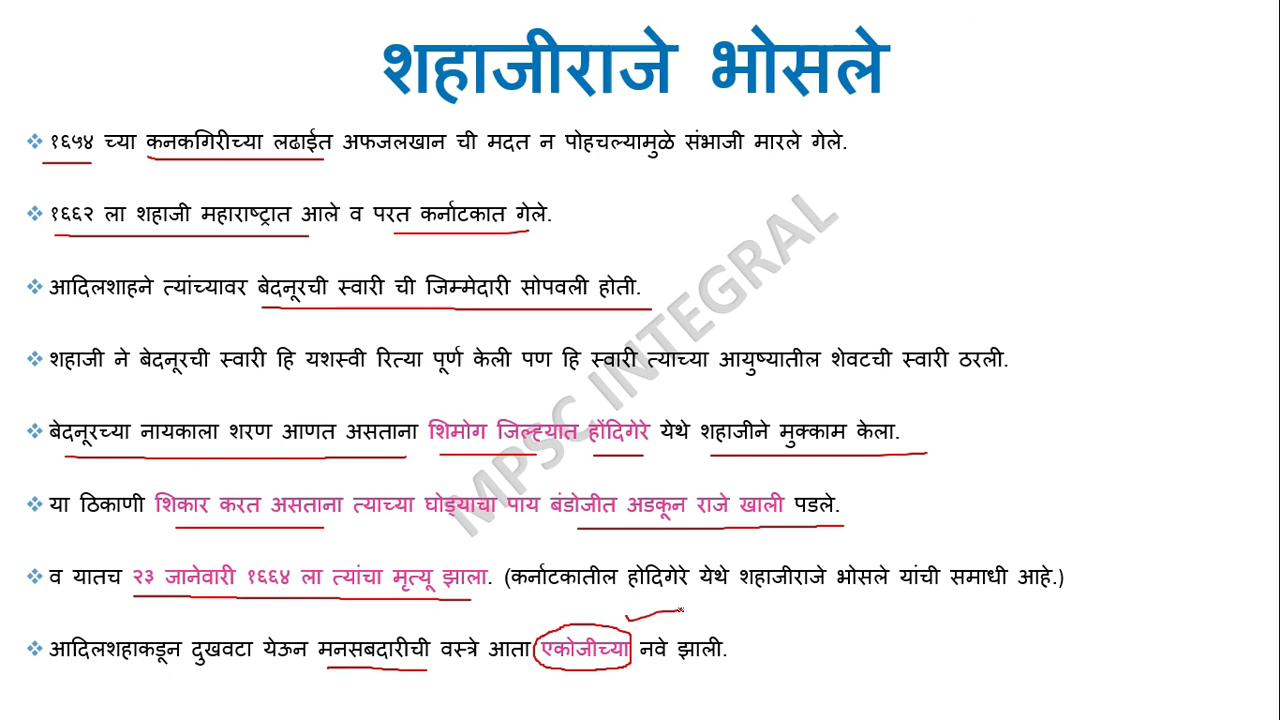 शहाजीराजे भोसले
१६५४ च्या कनकगिरीच्या लढाईत अफजलखान ची मदत न पोहचल्यामुळे संभाजी मारले गेले.
१६६२ ला शहाजी महाराष्ट्रात आले व परत कर्नाटकात गेले.
आदिलशाहने त्यांच्यावर बेदनूरची स्वारी ची जिम्मेदारी सोपवली होती.
शहाजी ने बेदनूरची स्वारी हि यशस्वी रित्या पूर्ण केली पण हि स्वारी त्याच्या आयुष्यातील शेवटची स्वारी ठरली.
बेदनूरच्या नायकाला शरण आणत असताना शिमोग जिल्ह्यात होंदिगेरे येथे शहाजीने मुक्काम केला.
या ठिकाणी शिकार करत असताना त्याच्या घोड्याचा पाय बंडोजीत अडकून राजे खाली पडले.
व यातच २३ जानेवारी १६६४ ला त्यांचा मृत्यू झाला. (कर्नाटकातील होदिगेरे येथे शहाजीराजे भोसले यांची समाधी आहे.)
आदिलशहाकडून दुखवटा येऊन मनसबदारीची वस्त्रे आता एकोजीच्या नवे झाली.
MPSC INTEGRAL